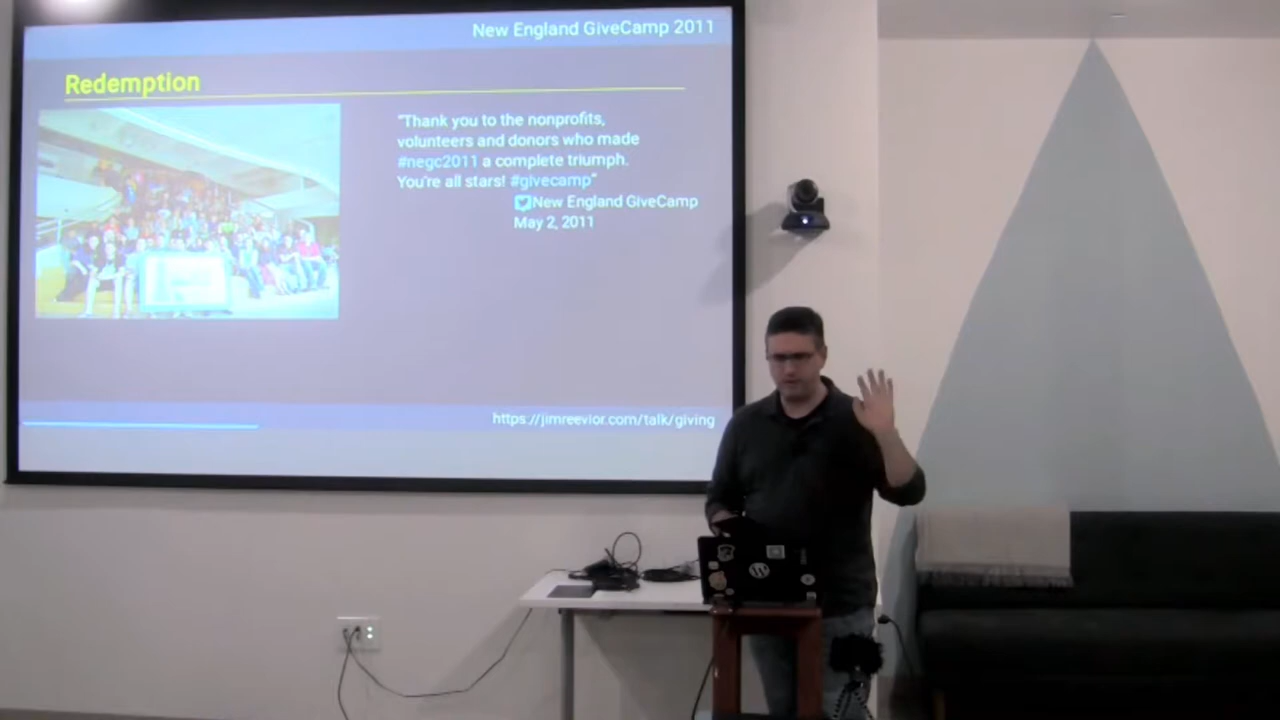 New England GiveCamp 2011
Redemption
"Thank you to the nonprofits,
volunteers and donors who made
#negc2011 a complete triumph.
You're all stars! #givecamp"
New England GiveCamp
May 2, 2011
https://jimreevior.com/talk/giving